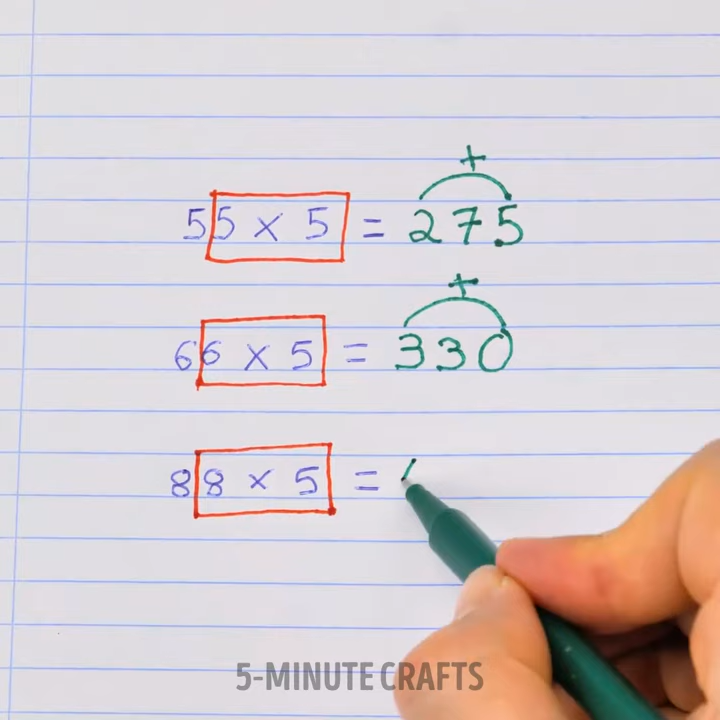 +
55 × 5 = 275
+
66 × 5 = 330
88 × 5 =
5-MINUTE CRAFTS